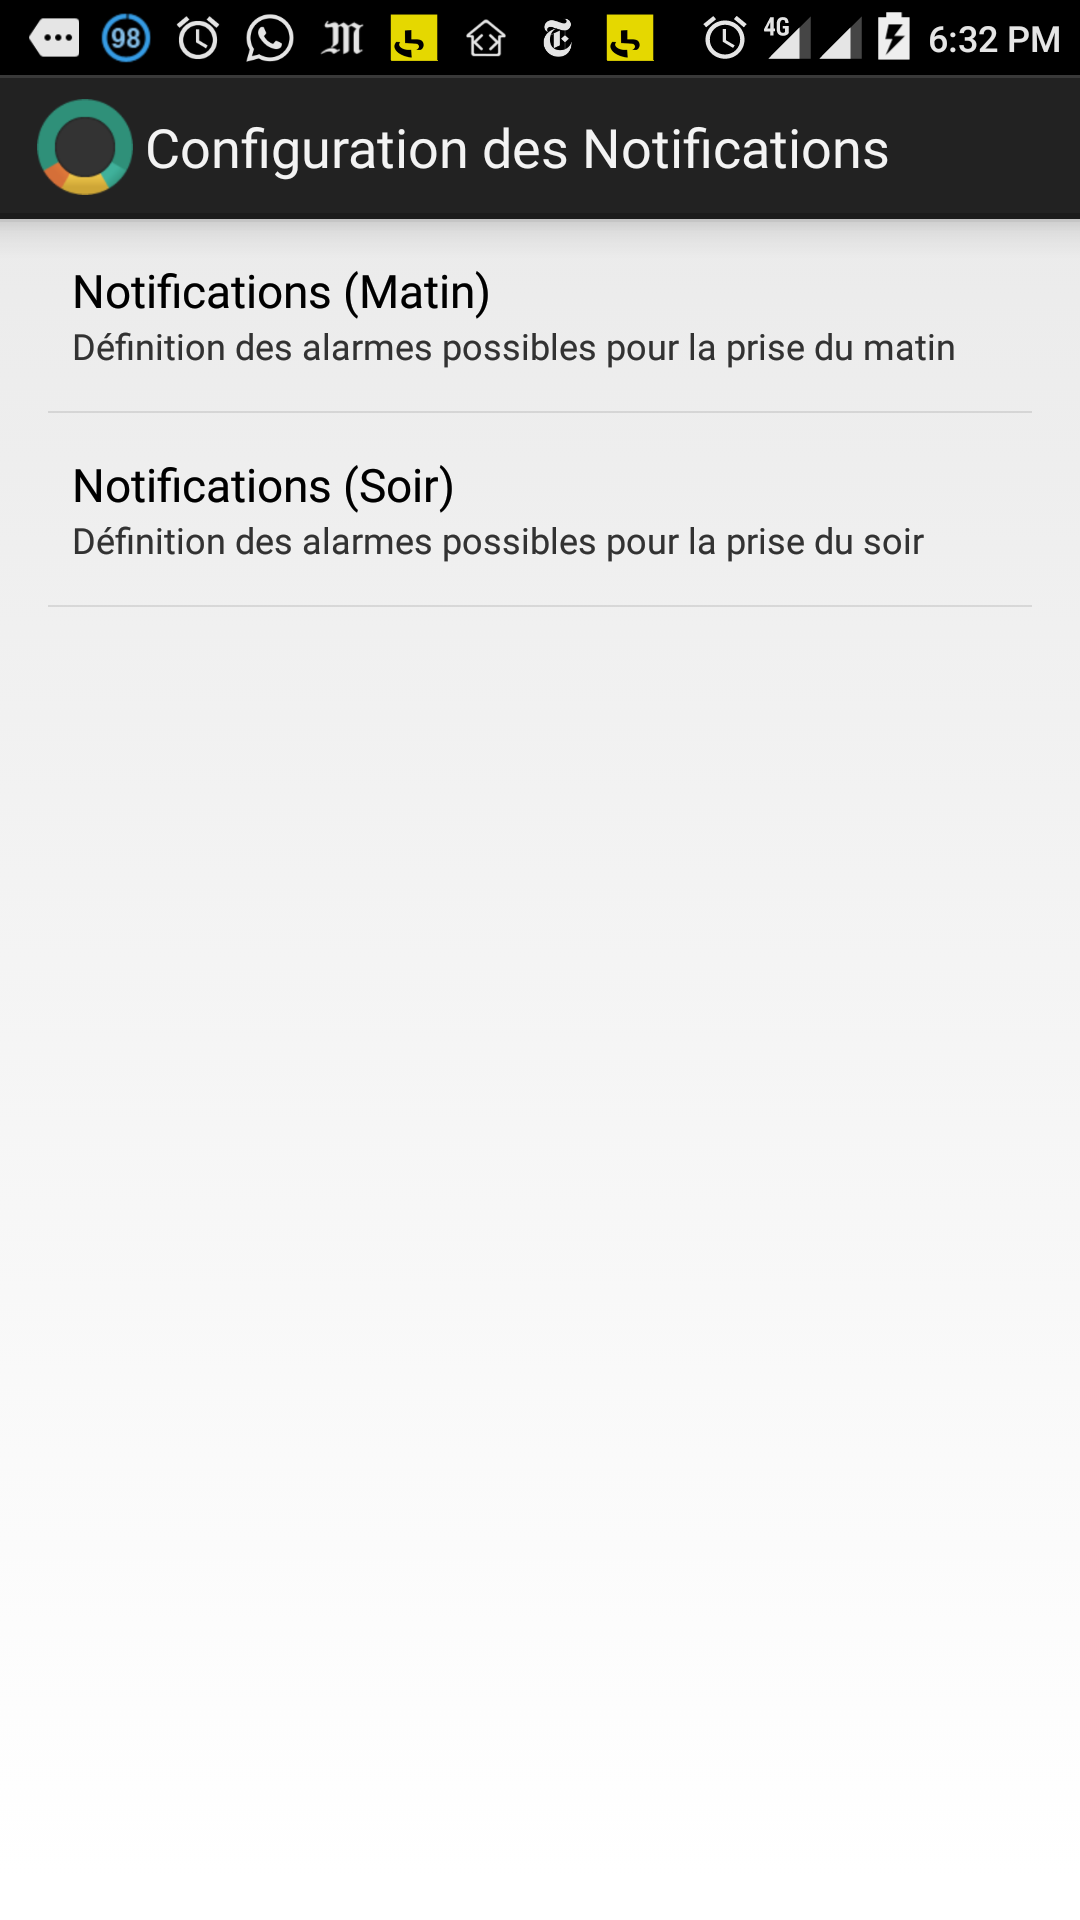 98 4G 6:32 PM
Configuration des Notifications
Notifications (Matin)
Définition des alarmes possibles pour la prise du matin
Notifications (Soir)
Définition des alarmes possibles pour la prise du soir